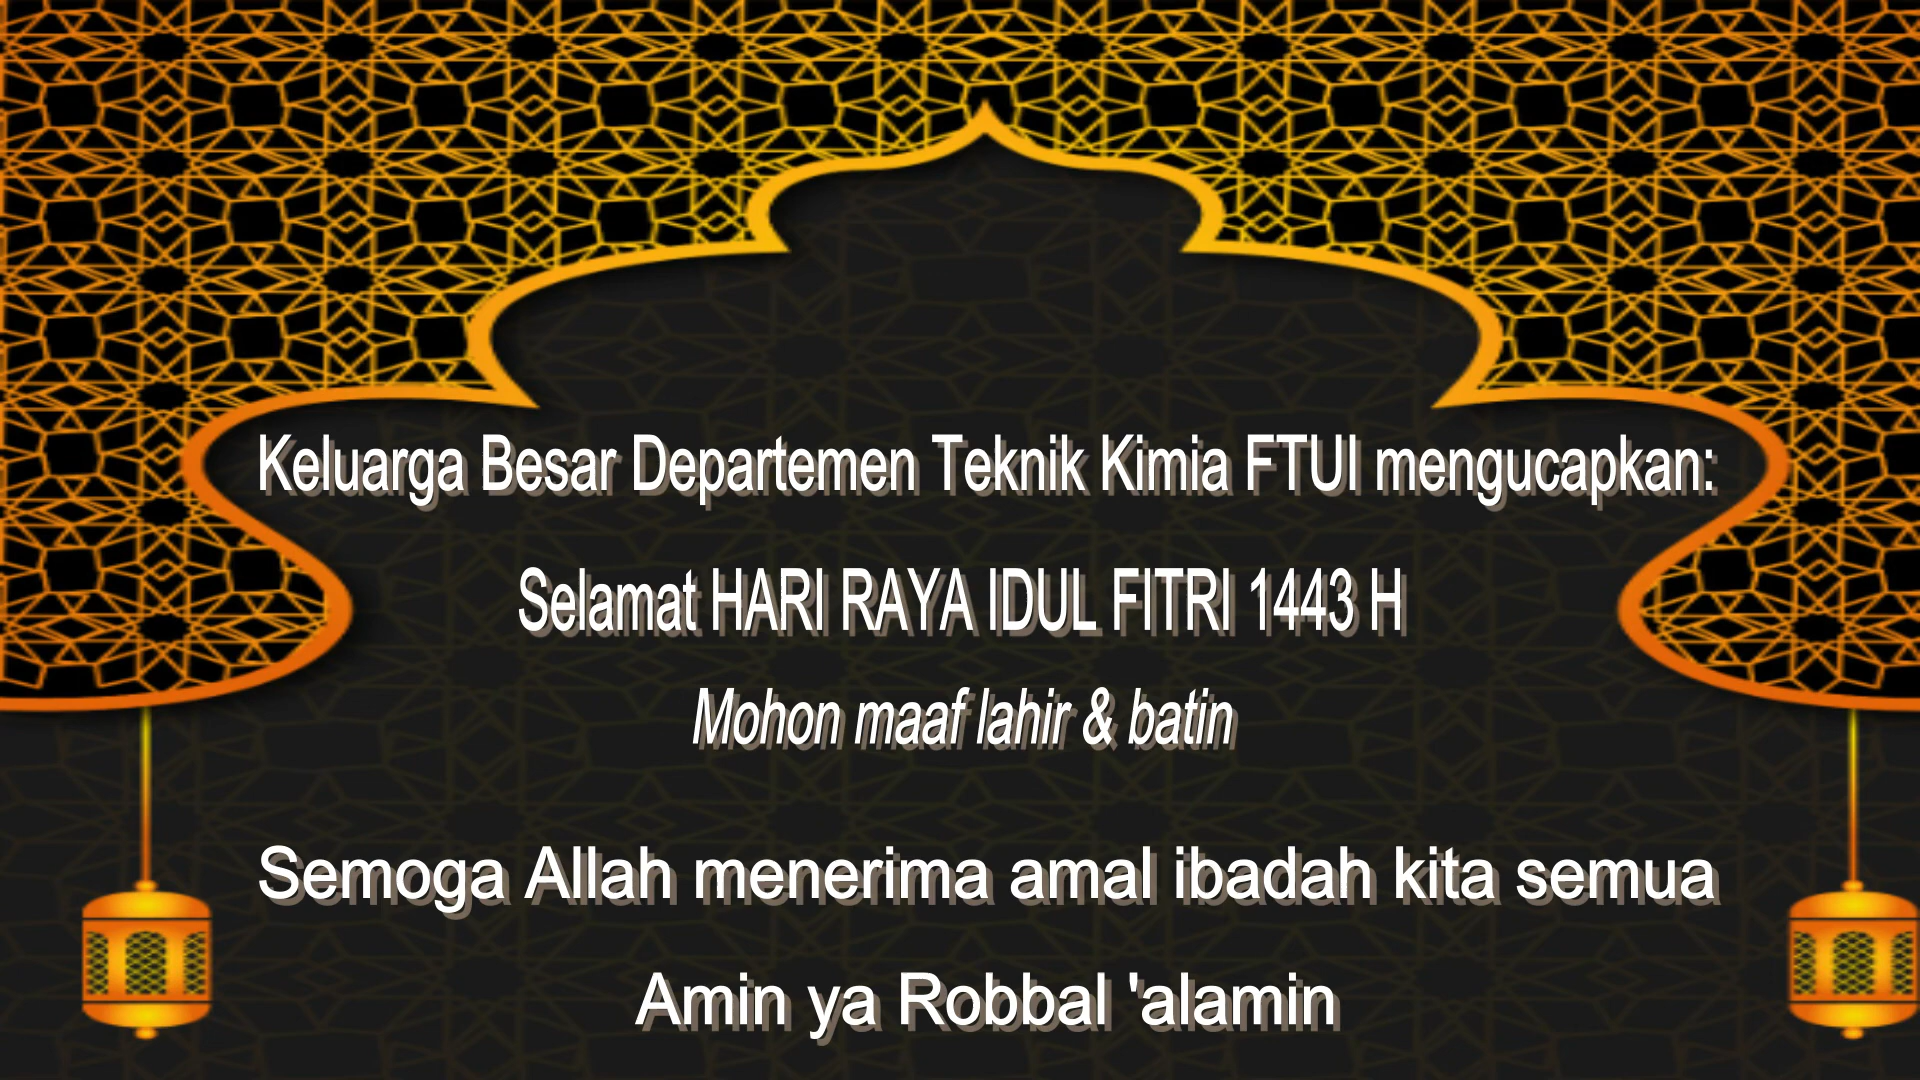 Keluarga Besar Departemen Teknik Kimia FTUI mengucapkan:
Selamat HARI RAYA IDUL FITRI 1443 H
Mohon maaf lahir & batin
Semoga Allah menerima amal ibadah kita semua
Amin ya Robbal 'alamin